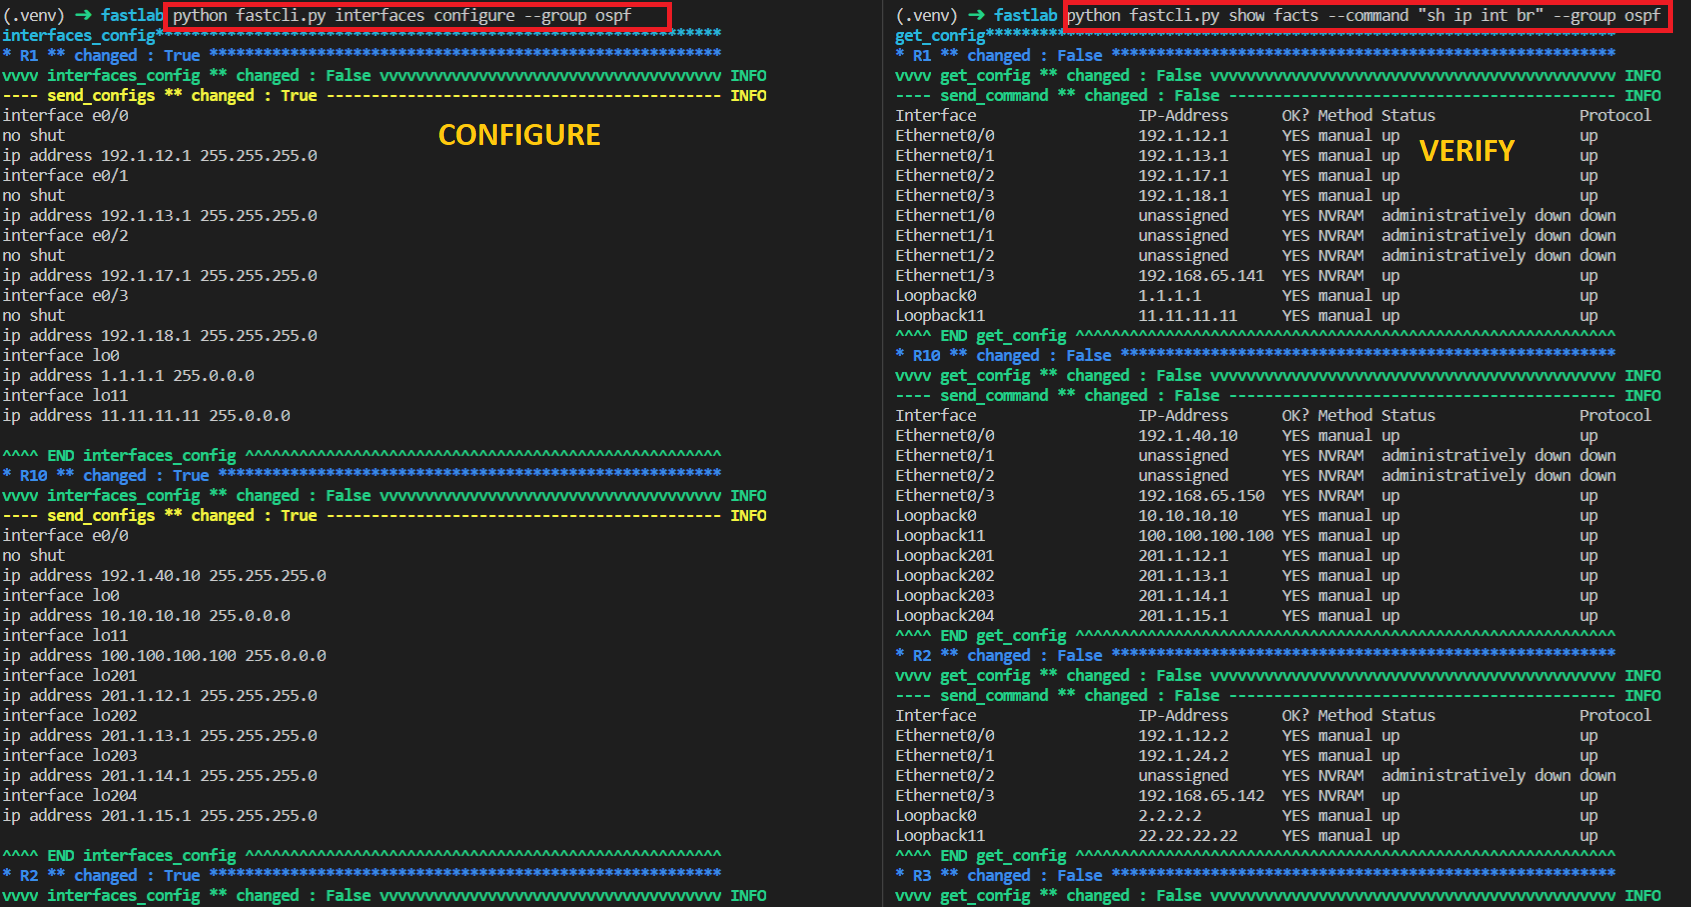 (.venv) → fastlab python fastcli.py interfaces configure --group ospf
interfaces_config***************************************************************
* R1 ** changed : True *********************************************************
vvvv interfaces_config ** changed : False vvvvvvvvvvvvvvvvvvvvvvvvvvvvvvvvvvvvvv INFO
---- send_configs ** changed : True -------------------------------------------- INFO
interface e0/0
no shut
ip address 192.1.12.1 255.255.255.0
interface e0/1
no shut
ip address 192.1.13.1 255.255.255.0
interface e0/2
no shut
ip address 192.1.17.1 255.255.255.0
interface e0/3
no shut
ip address 192.1.18.1 255.255.255.0
interface lo0
ip address 1.1.1.1 255.0.0.0
interface lo11
ip address 11.11.11.11 255.0.0.0
^^^^ END interfaces_config ^^^^^^^^^^^^^^^^^^^^^^^^^^^^^^^^^^^^^^^^^^^^^^^^^^^^^
* R10 ** changed : True ********************************************************
vvvv interfaces_config ** changed : False vvvvvvvvvvvvvvvvvvvvvvvvvvvvvvvvvvvvvv INFO
---- send_configs ** changed : True -------------------------------------------- INFO
interface e0/0
no shut
ip address 192.1.40.10 255.255.255.0
interface lo0
ip address 10.10.10.10 255.0.0.0
interface lo11
ip address 100.100.100.100 255.0.0.0
interface lo201
ip address 201.1.12.1 255.255.255.0
interface lo202
ip address 201.1.13.1 255.255.255.0
interface lo203
ip address 201.1.14.1 255.255.255.0
interface lo204
ip address 201.1.15.1 255.255.255.0
^^^^ END interfaces_config ^^^^^^^^^^^^^^^^^^^^^^^^^^^^^^^^^^^^^^^^^^^^^^^^^^^^^
* R2 ** changed : True *********************************************************
vvvv interfaces_config ** changed : False vvvvvvvvvvvvvvvvvvvvvvvvvvvvvvvvvvvvvv INFO
CONFIGURE
(.venv) → fastlab python fastcli.py show facts --command "sh ip int br" --group ospf
get_config**********************************************************************
* R1 ** changed : False ********************************************************
vvvv get_config ** changed : False vvvvvvvvvvvvvvvvvvvvvvvvvvvvvvvvvvvvvvvvvvvvv INFO
---- send_command ** changed : False ------------------------------------------- INFO
Interface                  IP-Address      OK? Method Status                Protocol
Ethernet0/0                192.1.12.1      YES manual up                    up
Ethernet0/1                192.1.13.1      YES manual up                    up
Ethernet0/2                192.1.17.1      YES manual up                    up
Ethernet0/3                192.1.18.1      YES manual up                    up
Ethernet1/0                unassigned      YES NVRAM  administratively down down
Ethernet1/1                unassigned      YES NVRAM  administratively down down
Ethernet1/2                unassigned      YES NVRAM  administratively down down
Ethernet1/3                192.168.65.141  YES NVRAM  up                    up
Loopback0                  1.1.1.1         YES manual up                    up
Loopback11                 11.11.11.11     YES manual up                    up
^^^^ END get_config ^^^^^^^^^^^^^^^^^^^^^^^^^^^^^^^^^^^^^^^^^^^^^^^^^^^^^^^^^^^^
* R10 ** changed : False *******************************************************
vvvv get_config ** changed : False vvvvvvvvvvvvvvvvvvvvvvvvvvvvvvvvvvvvvvvvvvvvv INFO
---- send_command ** changed : False ------------------------------------------- INFO
Interface                  IP-Address      OK? Method Status                Protocol
Ethernet0/0                192.1.40.10     YES manual up                    up
Ethernet0/1                unassigned      YES NVRAM  administratively down down
Ethernet0/2                unassigned      YES NVRAM  administratively down down
Ethernet0/3                192.168.65.150  YES NVRAM  up                    up
Loopback0                  10.10.10.10     YES manual up                    up
Loopback11                 100.100.100.100 YES manual up                    up
Loopback201                201.1.12.1      YES manual up                    up
Loopback202                201.1.13.1      YES manual up                    up
Loopback203                201.1.14.1      YES manual up                    up
Loopback204                201.1.15.1      YES manual up                    up
^^^^ END get_config ^^^^^^^^^^^^^^^^^^^^^^^^^^^^^^^^^^^^^^^^^^^^^^^^^^^^^^^^^^^^
* R2 ** changed : False ********************************************************
vvvv get_config ** changed : False vvvvvvvvvvvvvvvvvvvvvvvvvvvvvvvvvvvvvvvvvvvvv INFO
---- send_command ** changed : False ------------------------------------------- INFO
Interface                  IP-Address      OK? Method Status                Protocol
Ethernet0/0                192.1.12.2      YES manual up                    up
Ethernet0/1                192.1.24.2      YES manual up                    up
Ethernet0/2                unassigned      YES NVRAM  administratively down down
Ethernet0/3                192.168.65.142  YES NVRAM  up                    up
Loopback0                  2.2.2.2         YES manual up                    up
Loopback11                 22.22.22.22     YES manual up                    up
^^^^ END get_config ^^^^^^^^^^^^^^^^^^^^^^^^^^^^^^^^^^^^^^^^^^^^^^^^^^^^^^^^^^^^
* R3 ** changed : False ********************************************************
vvvv get_config ** changed : False vvvvvvvvvvvvvvvvvvvvvvvvvvvvvvvvvvvvvvvvvvvvv INFO
VERIFY